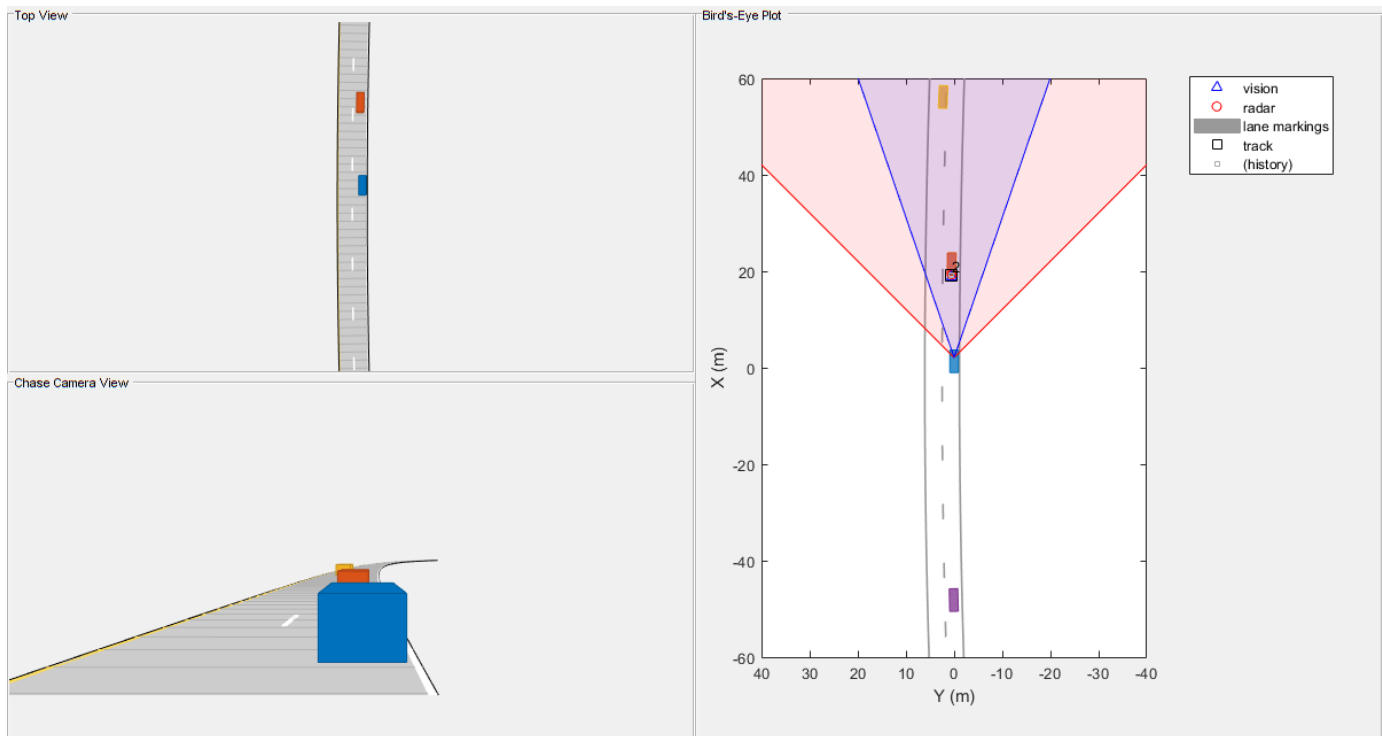 Top View
Chase Camera View
Bird's-Eye Plot
60
40
20
0
-20
-40
-60
X (m)
40
30
20
10
0
-10
-20
-30
-40
Y (m)
vision
radar
lane markings
track
(history)